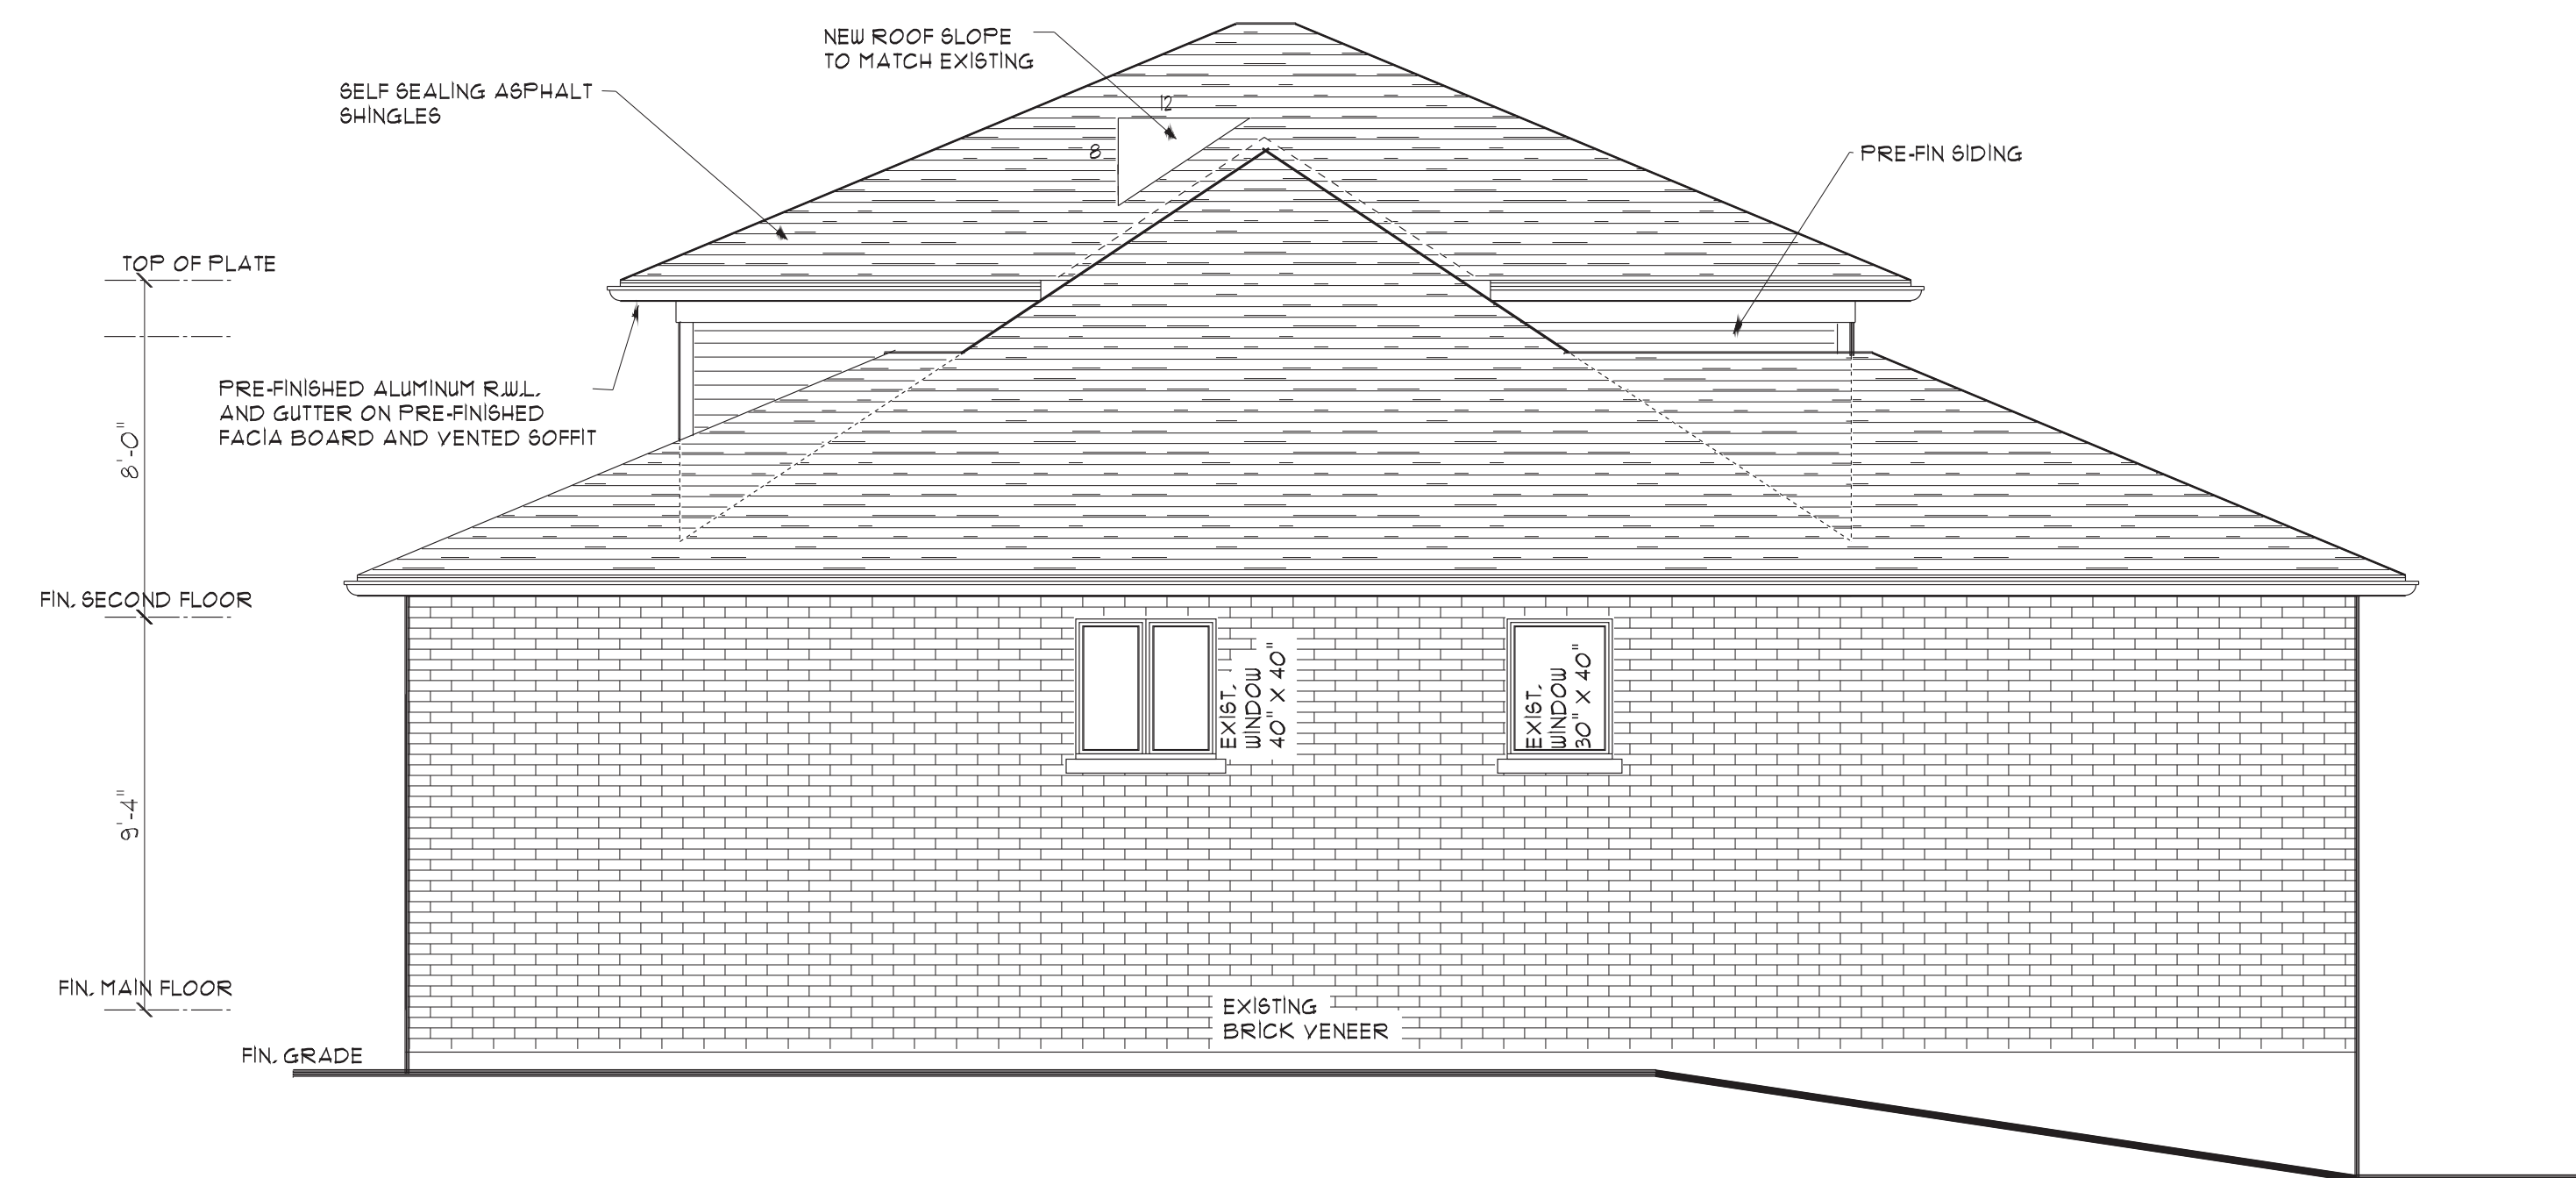 NEW ROOF SLOPE
TO MATCH EXISTING
SELF SEALING ASPHALT
SHINGLES
12
8
PRE-FIN SIDING
TOP OF PLATE
PRE-FINISHED ALUMINUM R.W.L.
AND GUTTER ON PRE-FINISHED
FACIA BOARD AND VENTED SOFFIT
8'-0"
FIN. SECOND FLOOR
EXIST.
WINDOW
40" X 40"
EXIST.
WINDOW
30" X 40"
9'-4"
FIN. MAIN FLOOR
EXISTING
BRICK VENEER
FIN. GRADE